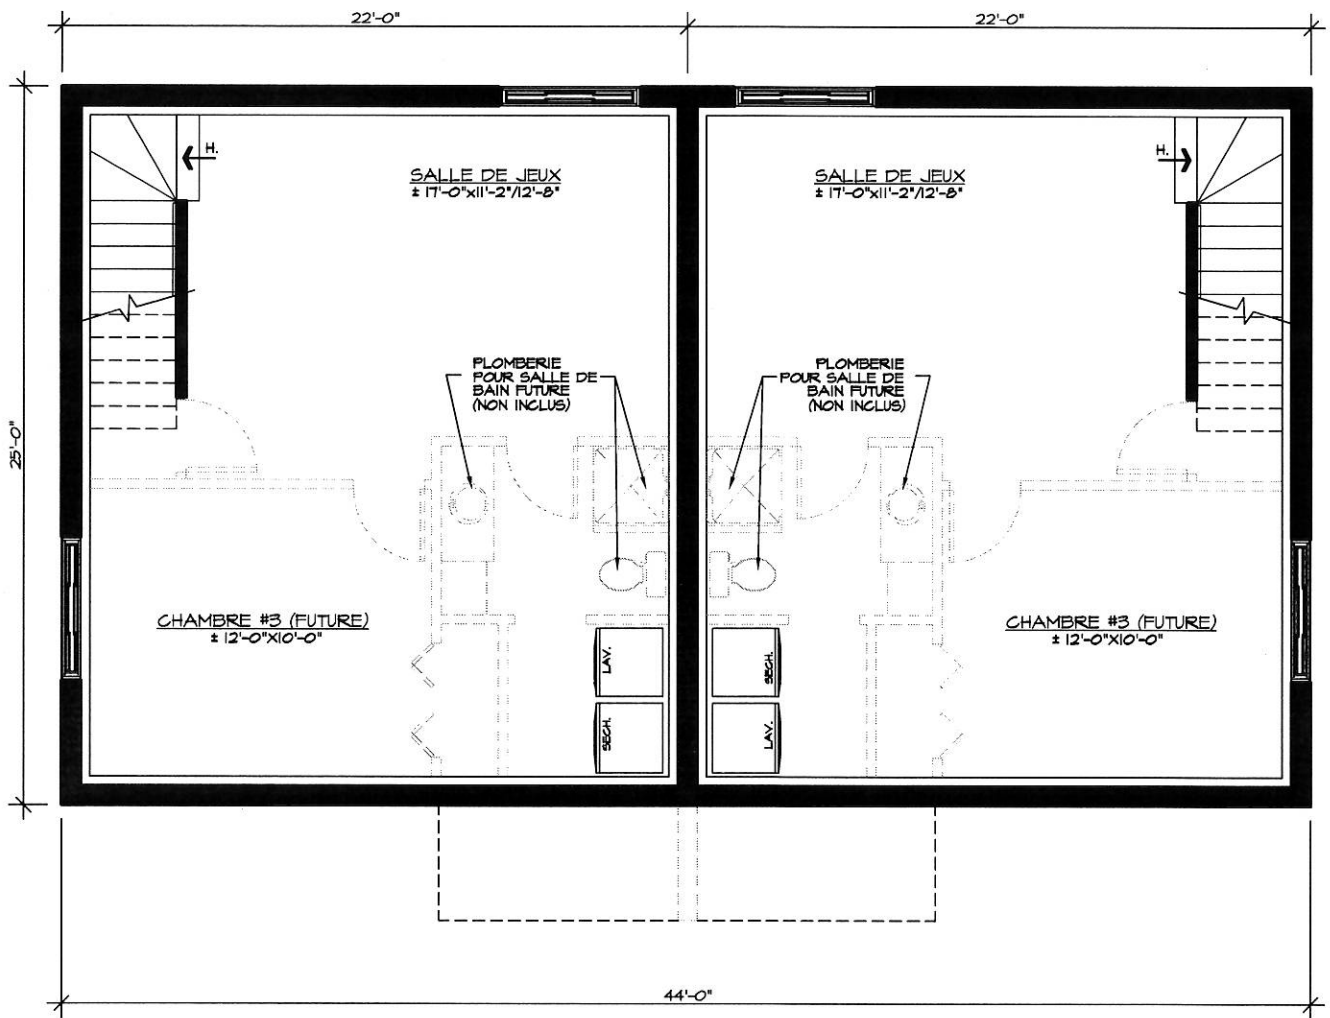 22'-0"
22'-0"
H.
H.
SALLE DE JEUX
± 17'-0"x11'-2"/12'-8"
SALLE DE JEUX
± 17'-0"x11'-2"/12'-8"
PLOMBERIE
POUR SALLE DE
BAIN FUTURE
(NON INCLUS)
PLOMBERIE
POUR SALLE DE
BAIN FUTURE
(NON INCLUS)
25'-0"
CHAMBRE #3 (FUTURE)
± 12'-0"X10'-0"
LAV.
SECH.
SECH.
LAV.
CHAMBRE #3 (FUTURE)
± 12'-0"X10'-0"
44'-0"